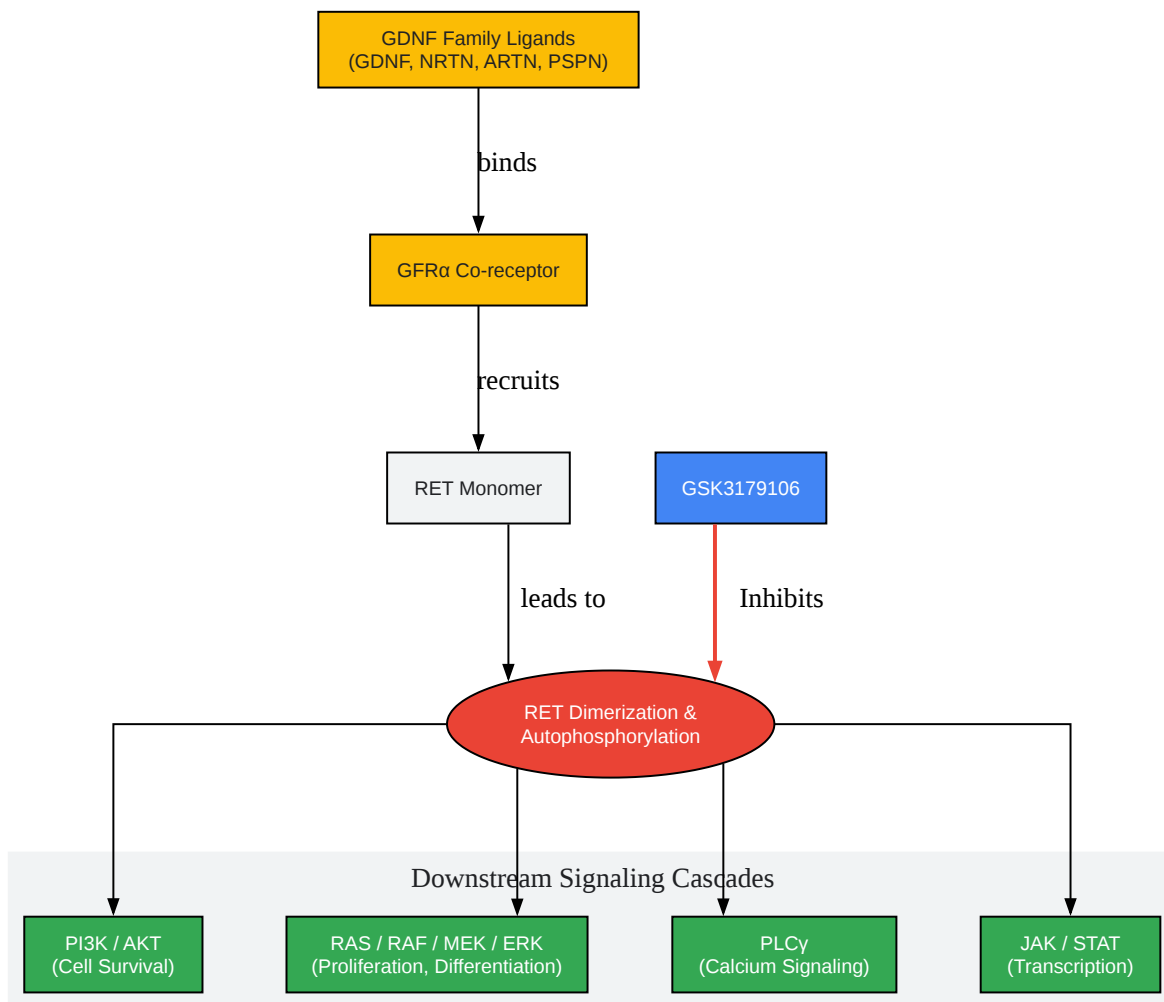 GDNF Family Ligands
(GDNF, NRTN, ARTN, PSPN)
binds
GFRα Co-receptor
recruits
RET Monomer
GSK3179106
leads to
Inhibits
RET Dimerization &
Autophosphorylation
Downstream Signaling Cascades
PI3K / AKT
(Cell Survival)
RAS / RAF / MEK / ERK
(Proliferation, Differentiation)
PLCγ
(Calcium Signaling)
JAK / STAT
(Transcription)